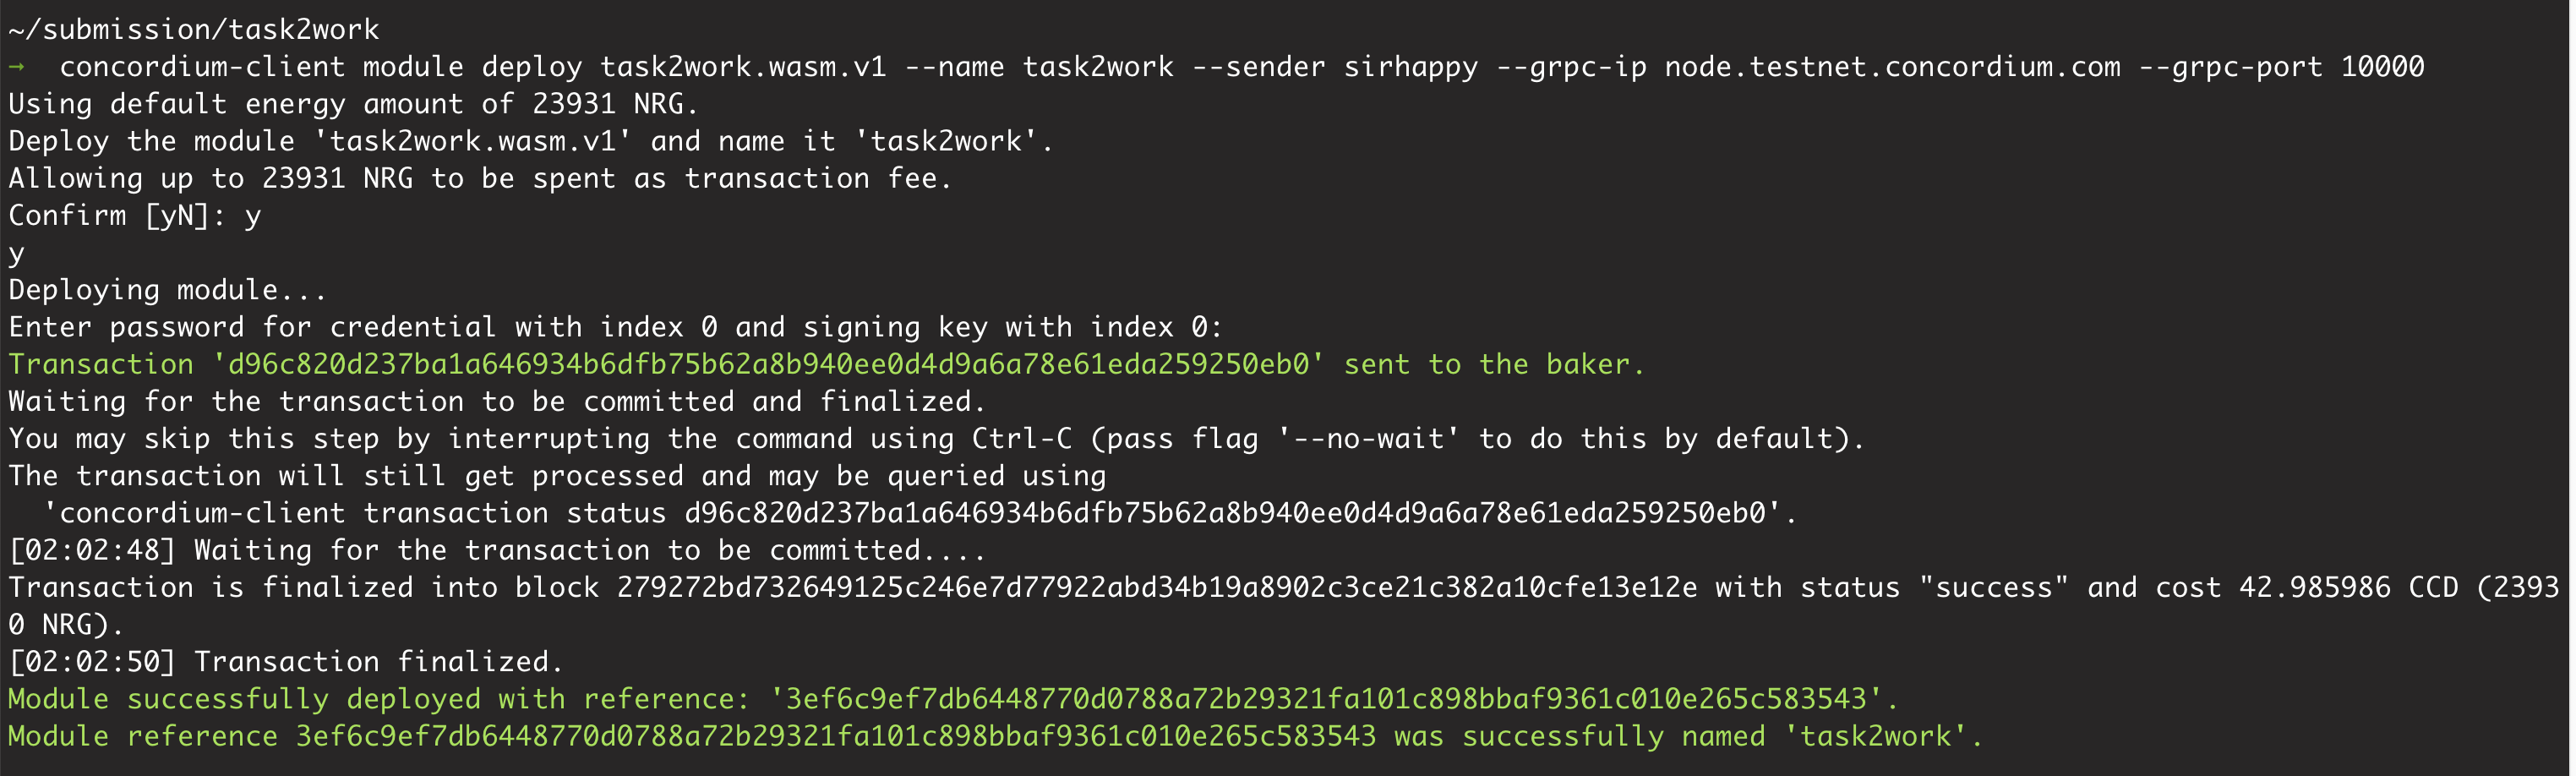 ~/submission/task2work
→  concordium-client module deploy task2work.wasm.v1 --name task2work --sender sirhappy --grpc-ip node.testnet.concordium.com --grpc-port 10000
Using default energy amount of 23931 NRG.
Deploy the module 'task2work.wasm.v1' and name it 'task2work'.
Allowing up to 23931 NRG to be spent as transaction fee.
Confirm [yN]: y
y
Deploying module...
Enter password for credential with index 0 and signing key with index 0:
Transaction 'd96c820d237ba1a646934b6dfb75b62a8b940ee0d4d9a6a78e61eda259250eb0' sent to the baker.
Waiting for the transaction to be committed and finalized.
You may skip this step by interrupting the command using Ctrl-C (pass flag '--no-wait' to do this by default).
The transaction will still get processed and may be queried using
  'concordium-client transaction status d96c820d237ba1a646934b6dfb75b62a8b940ee0d4d9a6a78e61eda259250eb0'.
[02:02:48] Waiting for the transaction to be committed....
Transaction is finalized into block 279272bd732649125c246e7d77922abd34b19a8902c3ce21c382a10cfe13e12e with status "success" and cost 42.985986 CCD (2393
0 NRG).
[02:02:50] Transaction finalized.
Module successfully deployed with reference: '3ef6c9ef7db6448770d0788a72b29321fa101c898bbaf9361c010e265c583543'.
Module reference 3ef6c9ef7db6448770d0788a72b29321fa101c898bbaf9361c010e265c583543 was successfully named 'task2work'.